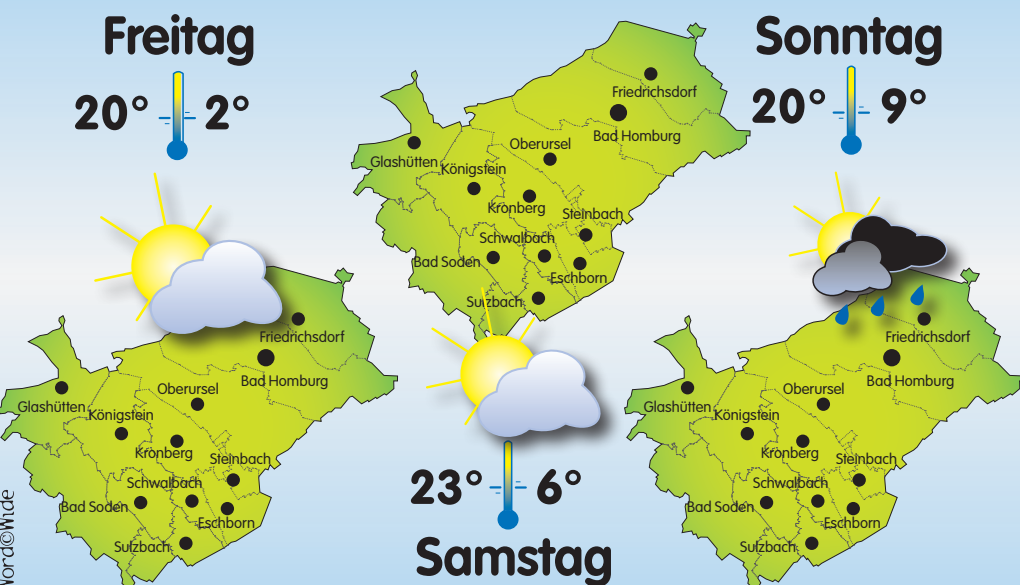 Freitag
20° 2°
Friedrichsdorf
Bad Homburg
Oberursel
Glashütten
Königstein
Kronberg
Steinbach
Schwalbach
Bad Soden
Eschborn
Sulzbach
Friedrichsdorf
Bad Homburg
Oberursel
Glashütten
Königstein
Kronberg
Steinbach
Schwalbach
Bad Soden
Eschborn
Sulzbach
23° 6°
Samstag
Sonntag
20° 9°
Friedrichsdorf
Bad Homburg
Oberursel
Glashütten
Königstein
Kronberg
Steinbach
Schwalbach
Bad Soden
Eschborn
Sulzbach
Word©Wide